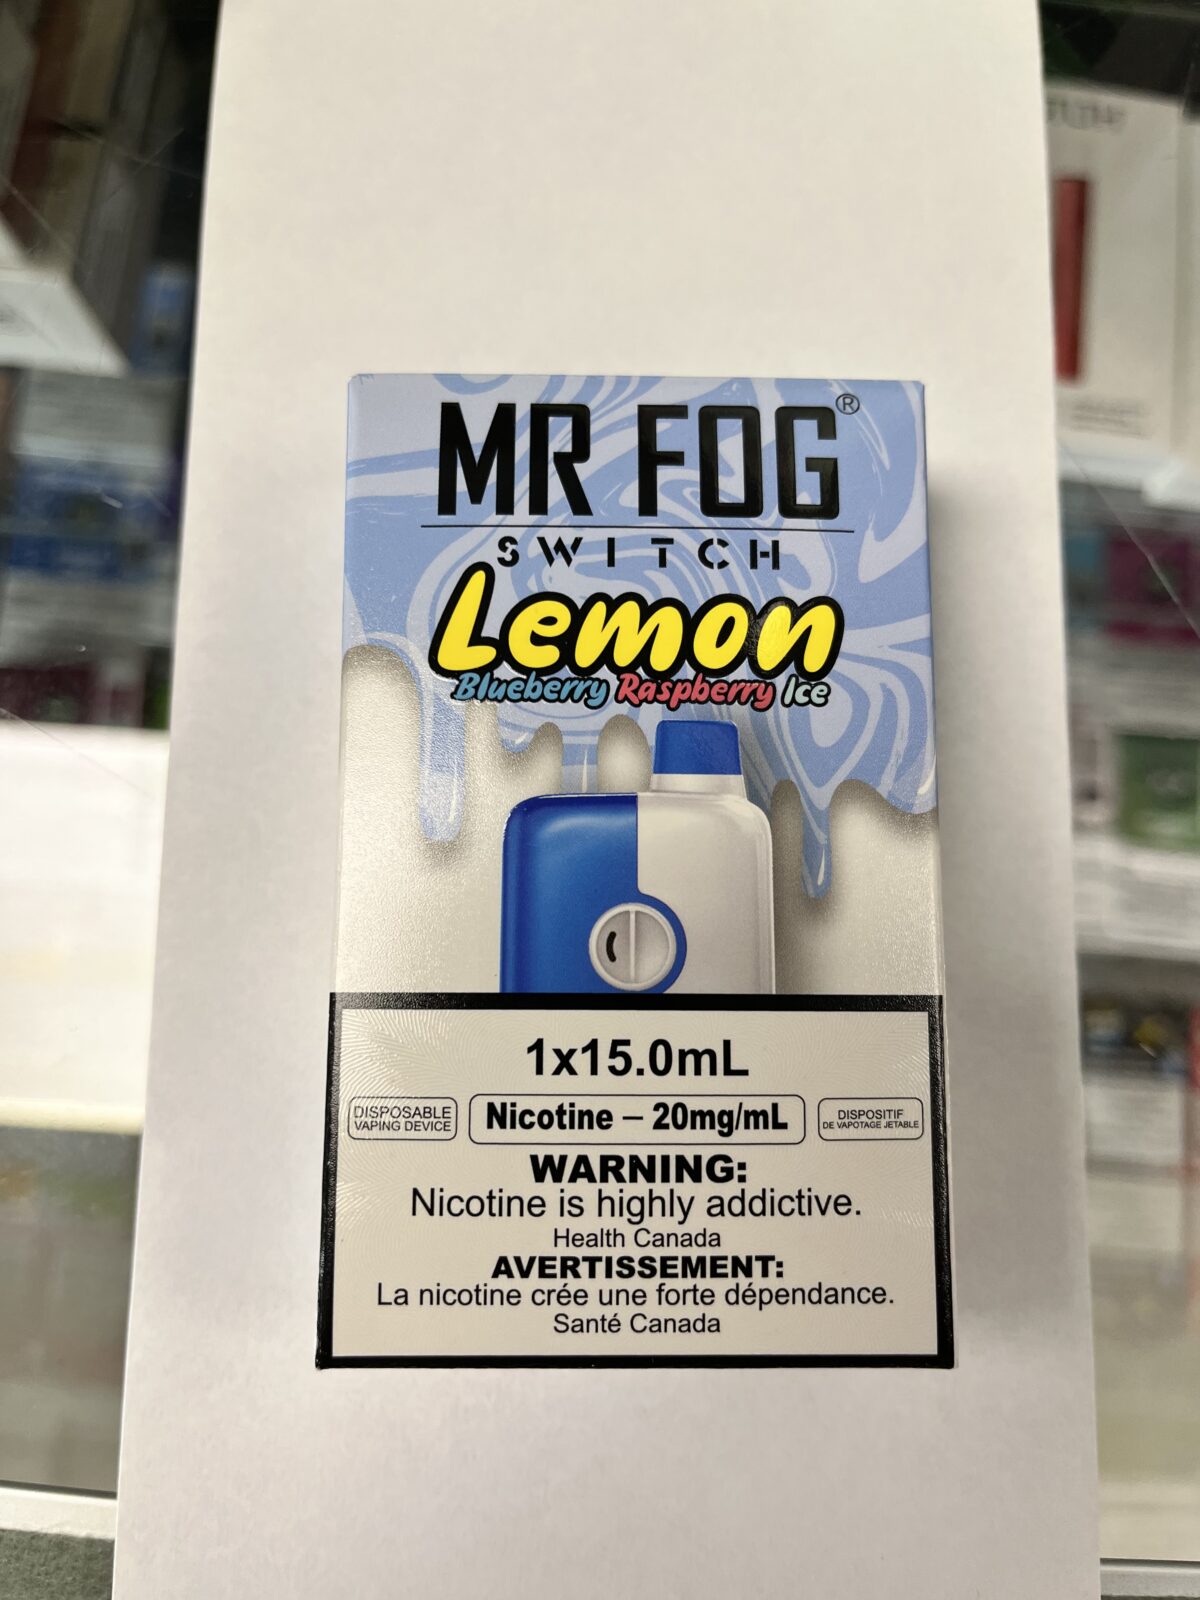 MR FOG®
SWITCH
Lemon
Blueberry Raspberry Ice
1x15.0mL
DISPOSABLE
VAPING DEVICE
Nicotine – 20mg/mL
DISPOSITIF
DE VAPOTAGE JETABLE
WARNING:
Nicotine is highly addictive.
Health Canada
AVERTISSEMENT:
La nicotine crée une forte dépendance.
Santé Canada